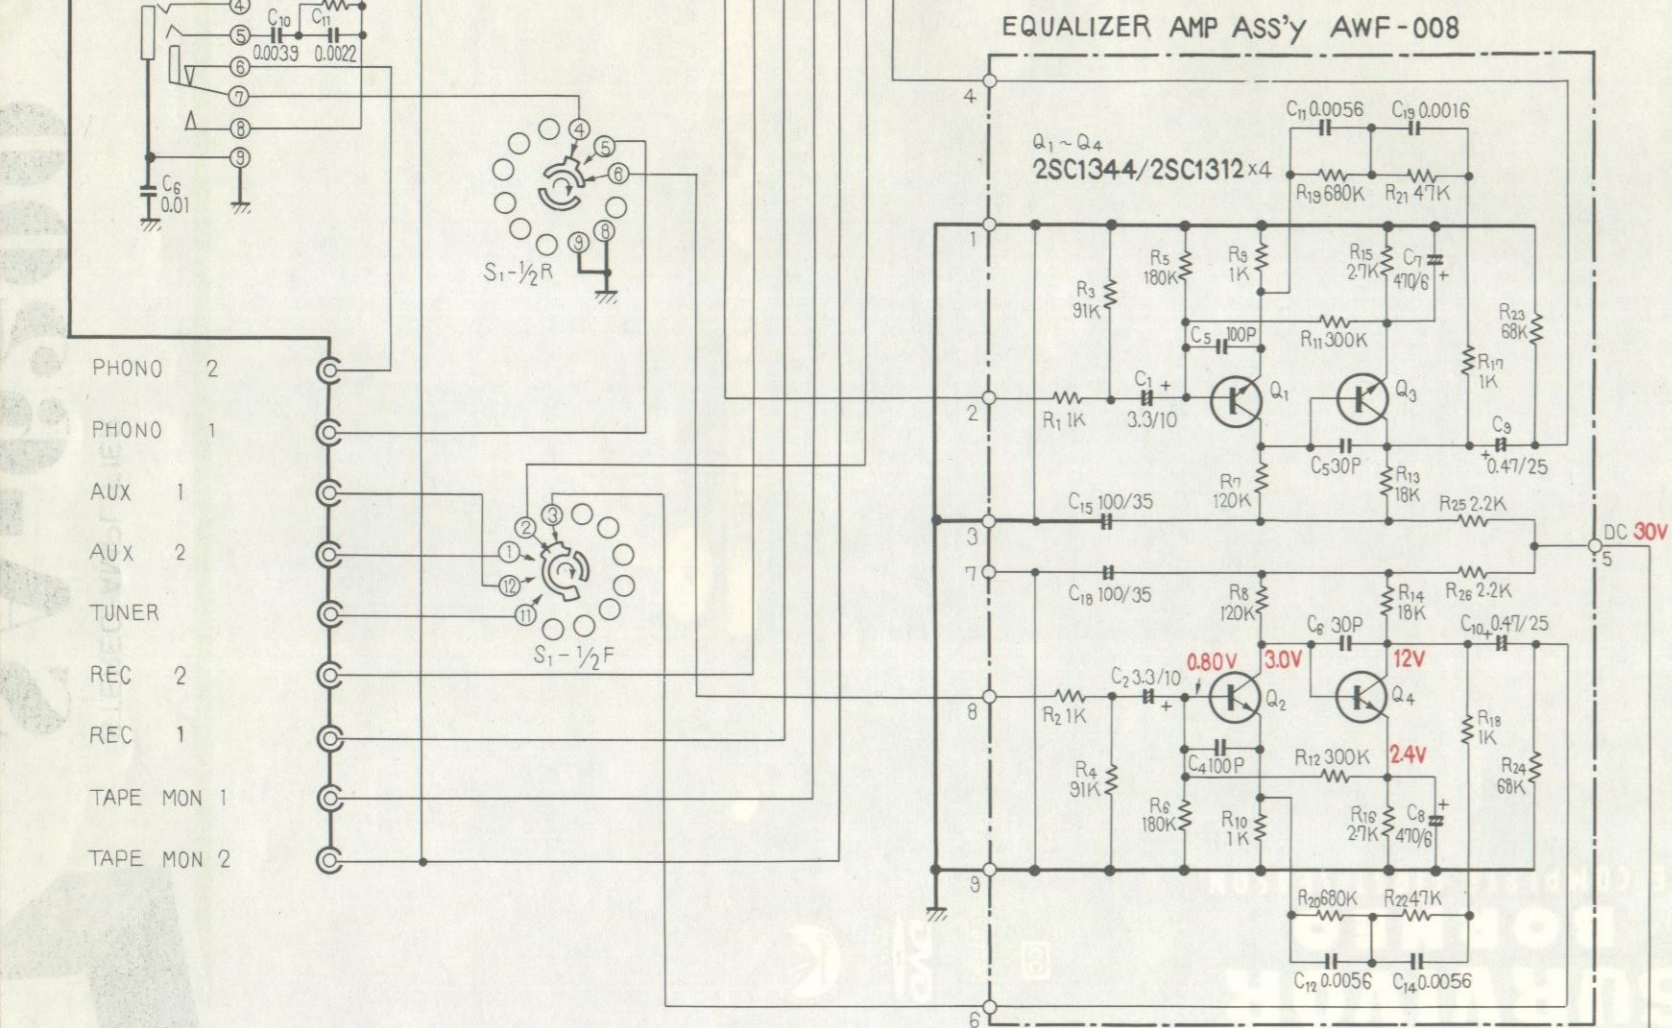 EQUALIZER AMP ASS'Y AWF-008
4
5
6
7
8
9
C10
0.0039
C11
0.0022
C6
0.01
4
5
6
8
9
S1-1/2R
PHONO 2
PHONO 1
AUX 1
AUX 2
TUNER
REC 2
REC 1
TAPE MON 1
TAPE MON 2
3
2
1
12
11
S1-1/2F
4
Q1~Q4
2SC1344/2SC1312×4
C11 0.0056
C19 0.0016
R19 680K
R21 47K
1
R3
91K
R5
180K
R9
1K
R15
2.7K
C7
470/6
+
R23
68K
C5 100P
R11 300K
R17
1K
2
R1 1K
C1 +
3.3/10
Q1
Q3
C5 30P
C9
+ 0.47/25
R7
120K
R13
18K
3
C15 100/35
R25 2.2K
DC 30V
5
7
C18 100/35
R8
120K
R14
18K
R26 2.2K
C6 30P
C10+ 0.47/25
0.80V
3.0V
12V
8
R2 1K
C2 3.3/10
+
Q2
Q4
R18
1K
2.4V
R4
91K
C4 100P
R12 300K
R24
68K
R6
180K
R10
1K
R16
2.7K
C8
470/6
+
9
R20 680K
R22 47K
C12 0.0056
C14 0.0056
6